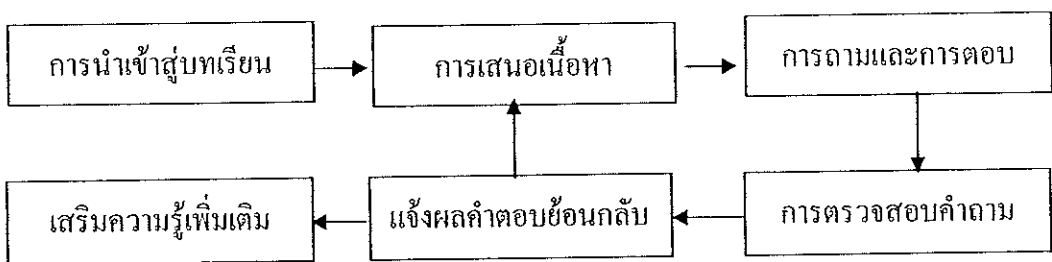 การนำเข้าสู่บทเรียน
การเสนอเนื้อหา
การถามและการตอบ
การตรวจสอบคำถาม
แจ้งผลคำตอบย้อนกลับ
เสริมความรู้เพิ่มเติม